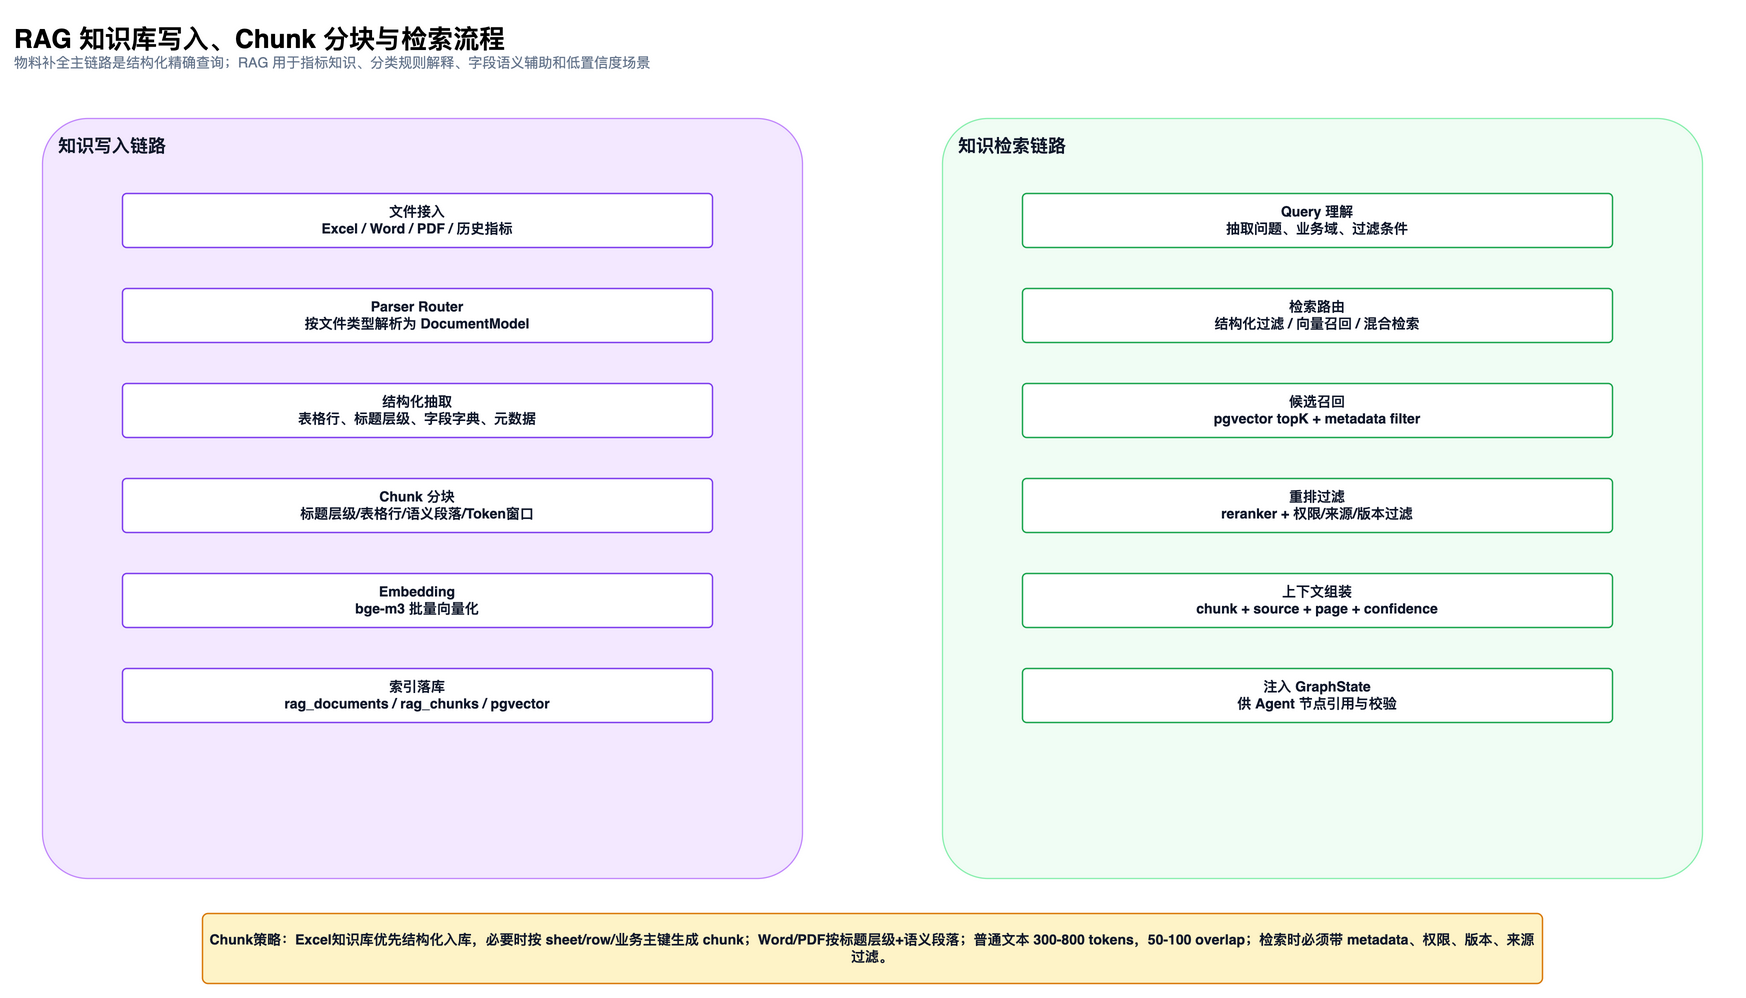 RAG 知识库写入、Chunk 分块与检索流程
物料补全主链路是结构化精确查询；RAG 用于指标知识、分类规则解释、字段语义辅助和低置信度场景
知识写入链路
文件接入
Excel / Word / PDF / 历史指标
Parser Router
按文件类型解析为 DocumentModel
结构化抽取
表格行、标题层级、字段字典、元数据
Chunk 分块
标题层级/表格行/语义段落/Token窗口
Embedding
bge-m3 批量向量化
索引落库
rag_documents / rag_chunks / pgvector
知识检索链路
Query 理解
抽取问题、业务域、过滤条件
检索路由
结构化过滤 / 向量召回 / 混合检索
候选召回
pgvector topK + metadata filter
重排过滤
reranker + 权限/来源/版本过滤
上下文组装
chunk + source + page + confidence
注入 GraphState
供 Agent 节点引用与校验
Chunk策略：Excel知识库优先结构化入库，必要时按 sheet/row/业务主键生成 chunk；Word/PDF按标题层级+语义段落；普通文本 300-800 tokens，50-100 overlap；检索时必须带 metadata、权限、版本、来源
过滤。